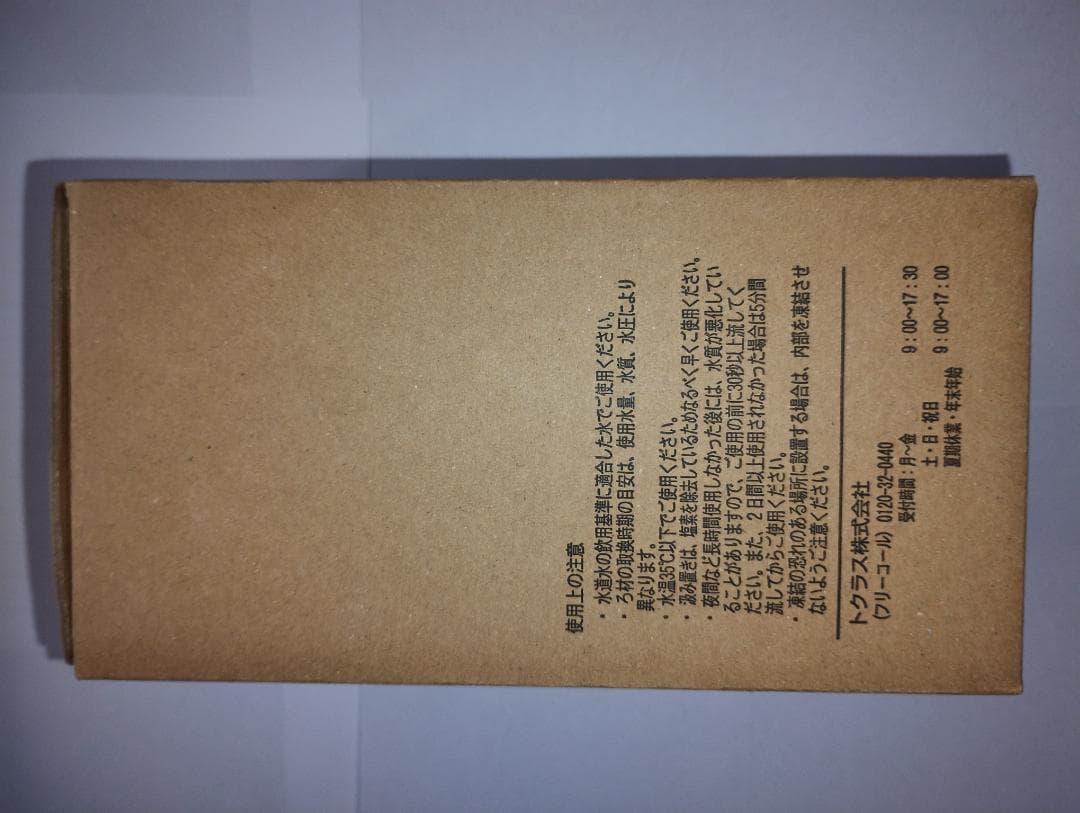 使用上の注意
・水道水の飲用基準に適合した水でご使用ください。
・ろ材の取換時期の目安は、使用水量、水質、水圧により
異なります。
・水温35℃以下でご使用ください。
・汲み置きは、塩素を除去しているためなるべく早くご使用ください。
・夜間など長時間使用しなかった後には、水質が悪化してい
ることがありますので、ご使用の前に30秒以上流してく
ださい。また、2日間以上使用されなかった場合は5分間
流してからご使用ください。
・凍結の恐れのある場所に設置する場合は、内部を凍結させ
ないようご注意ください。
トクラス株式会社
(フリーコール) 0120-32-0440
受付時間:月〜金 9:00〜17:30
土・日・祝日 9:00〜17:00
夏期休業・年末年始